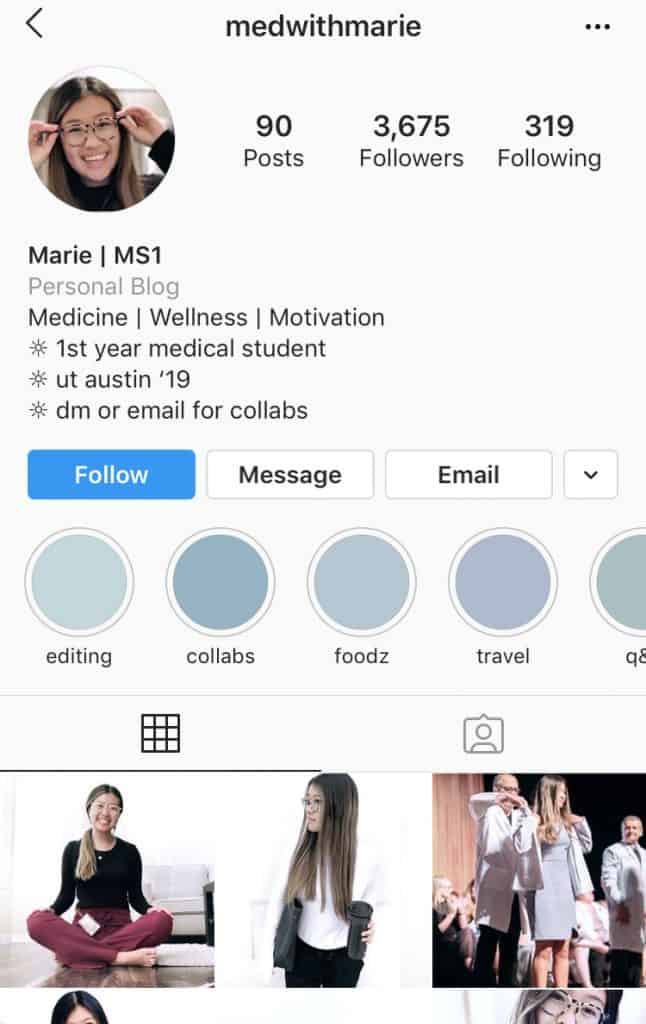 medwithmarie
90 3,675 319
Posts Followers Following
Marie | MS1
Personal Blog
Medicine | Wellness | Motivation
☼ 1st year medical student
☼ ut austin ‘19
☼ dm or email for collabs
Follow Message Email
editing collabs foodz travel q&